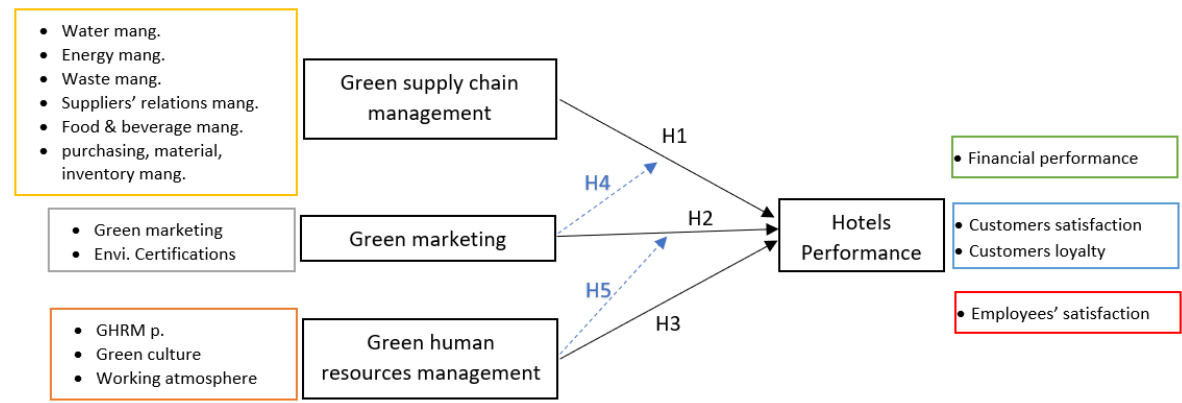 • Water mang.
• Energy mang.
• Waste mang.
• Suppliers’ relations mang.
• Food & beverage mang.
• purchasing, material,
inventory mang.
Green supply chain
management
H1
• Financial performance
H4
• Green marketing
• Envi. Certifications
Green marketing
H2
Hotels
Performance
• Customers satisfaction
• Customers loyalty
H5
• GHRM p.
• Green culture
• Working atmosphere
Green human
resources management
H3
• Employees’ satisfaction